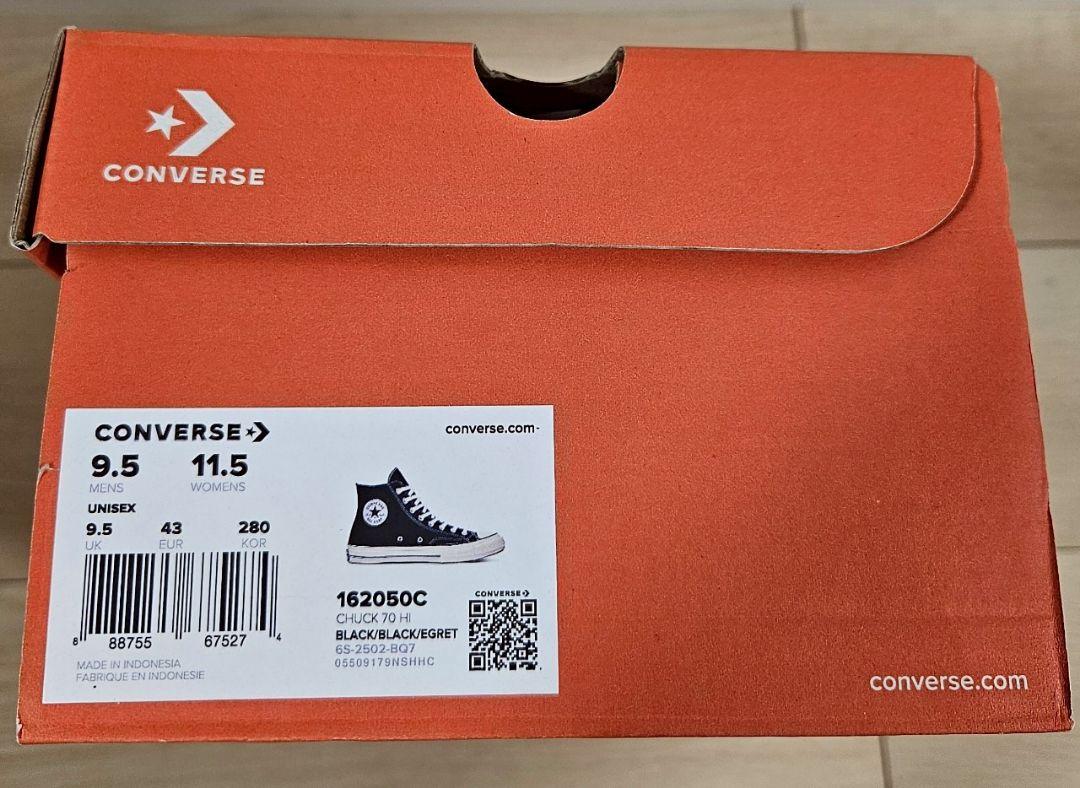 CONVERSE
CONVERSE
converse.com
9.5 11.5
MENS WOMENS
UNISEX
9.5 43 280
UK EUR KOR
8 88755 67527 4
MADE IN INDONESIA
FABRIQUE EN INDONESIE
162050C
CHUCK 70 HI
BLACK/BLACK/EGRET
6S-2502-BQ7
05509179NSHHC
CONVERSE
converse.com